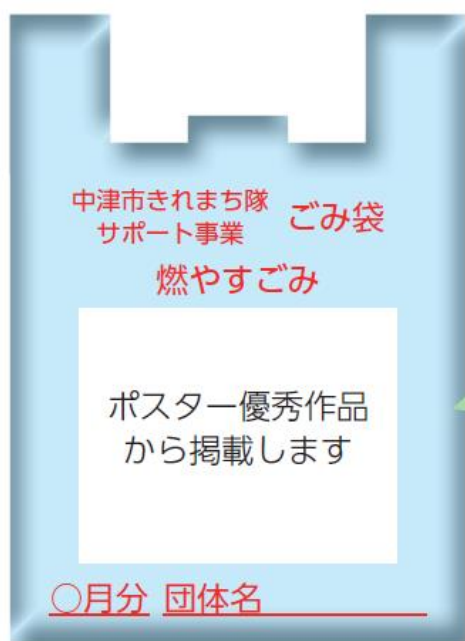 中津市きれまち隊
サポート事業
ごみ袋
燃やすごみ
ポスター優秀作品
から掲載します
○月分 団体名